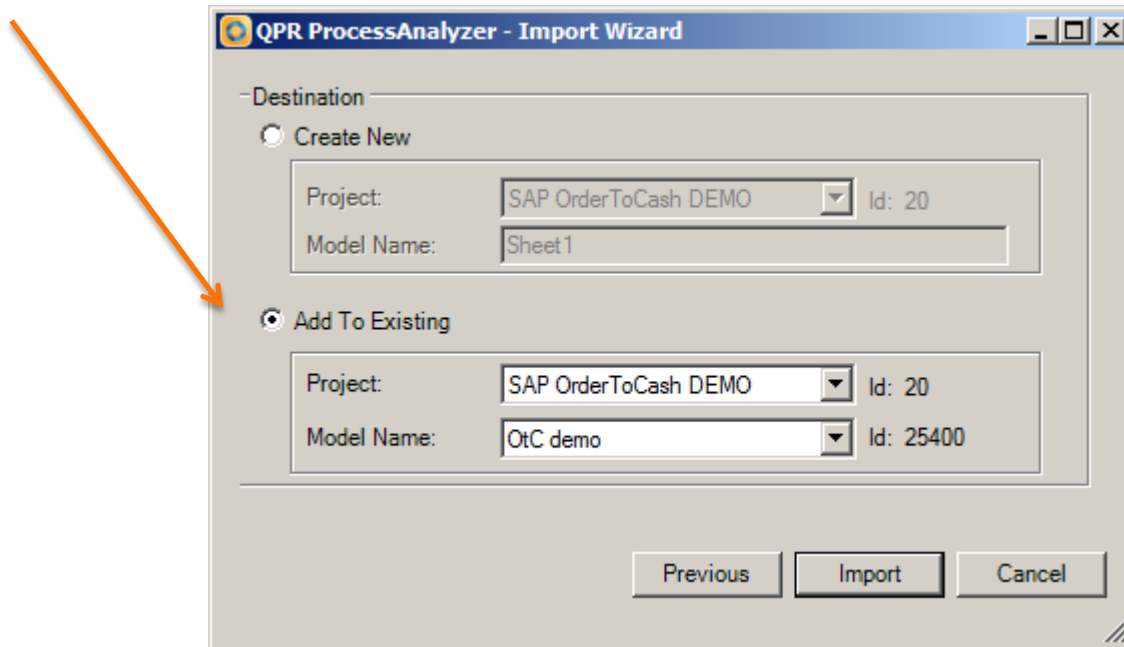 QPR ProcessAnalyzer - Import Wizard
Destination
Create New
Project: SAP OrderToCash DEMO Id: 20
Model Name: Sheet1
Add To Existing
Project: SAP OrderToCash DEMO Id: 20
Model Name: OtC demo Id: 25400
Previous Import Cancel